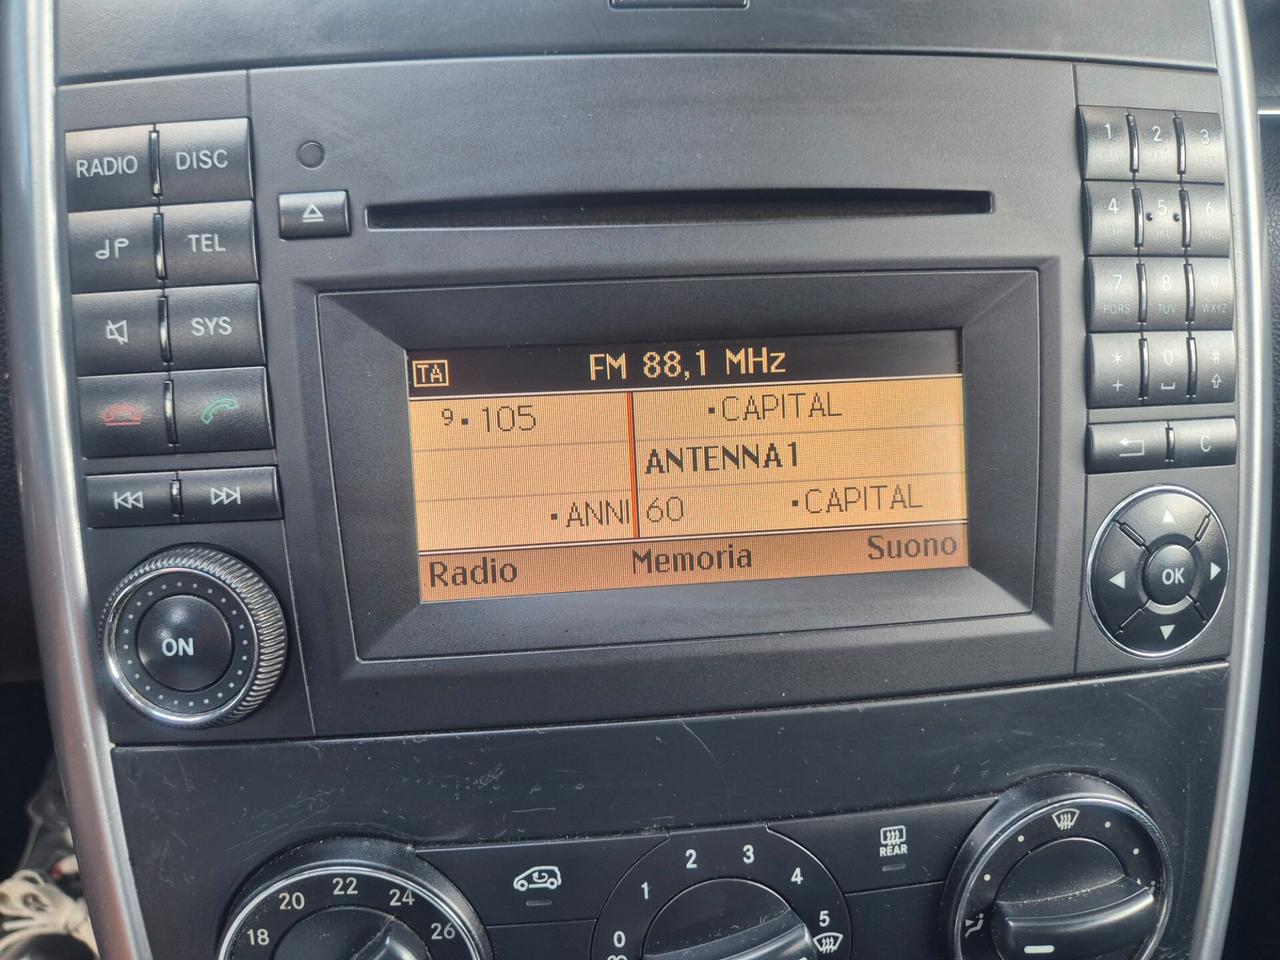 RADIO DISC
TEL
SYS
ON
TA FM 88,1 MHz
9 105 CAPITAL
ANTENNA1
ANNI 60 CAPITAL
Radio Memoria Suono
1 2 3
4 5 6
7 8 9
PQRS TUV WXYZ
* 0 #
+
C
OK
REAR
18 20 22 24 26
0 1 2 3 4 5